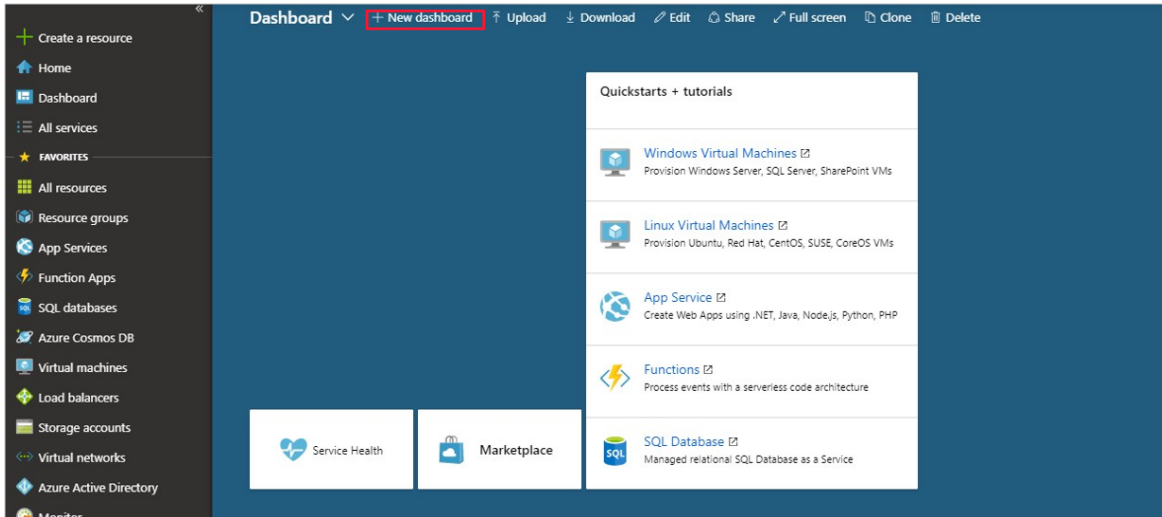 «
Dashboard
+ New dashboard
Upload
Download
Edit
Share
Full screen
Clone
Delete
Create a resource
Home
Dashboard
All services
FAVORITES
All resources
Resource groups
App Services
Function Apps
SQL databases
Azure Cosmos DB
Virtual machines
Load balancers
Storage accounts
Virtual networks
Azure Active Directory
Monitor
Quickstarts + tutorials
Windows Virtual Machines
Provision Windows Server, SQL Server, SharePoint VMs
Linux Virtual Machines
Provision Ubuntu, Red Hat, CentOS, SUSE, CoreOS VMs
App Service
Create Web Apps using .NET, Java, Node.js, Python, PHP
Functions
Process events with a serverless code architecture
SQL
SQL Database
Managed relational SQL Database as a Service
Service Health
Marketplace